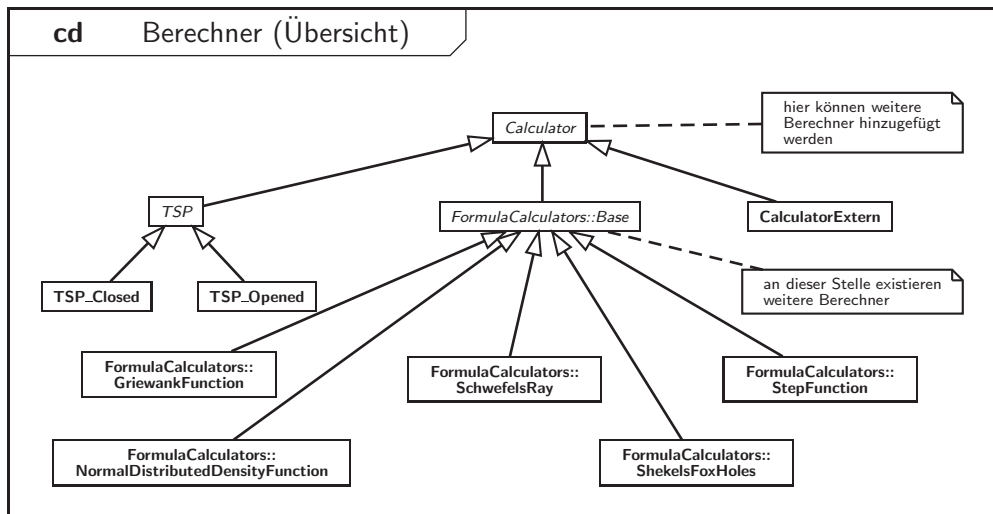 cd Berechner (Übersicht)
hier können weitere
Berechner hinzugefügt
werden
Calculator
TSP
FormulaCalculators::Base
CalculatorExtern
TSP_Closed
TSP_Opened
an dieser Stelle existieren
weitere Berechner
FormulaCalculators::
GriewankFunction
FormulaCalculators::
SchwefelsRay
FormulaCalculators::
StepFunction
FormulaCalculators::
NormalDistributedDensityFunction
FormulaCalculators::
ShekelsFoxHoles